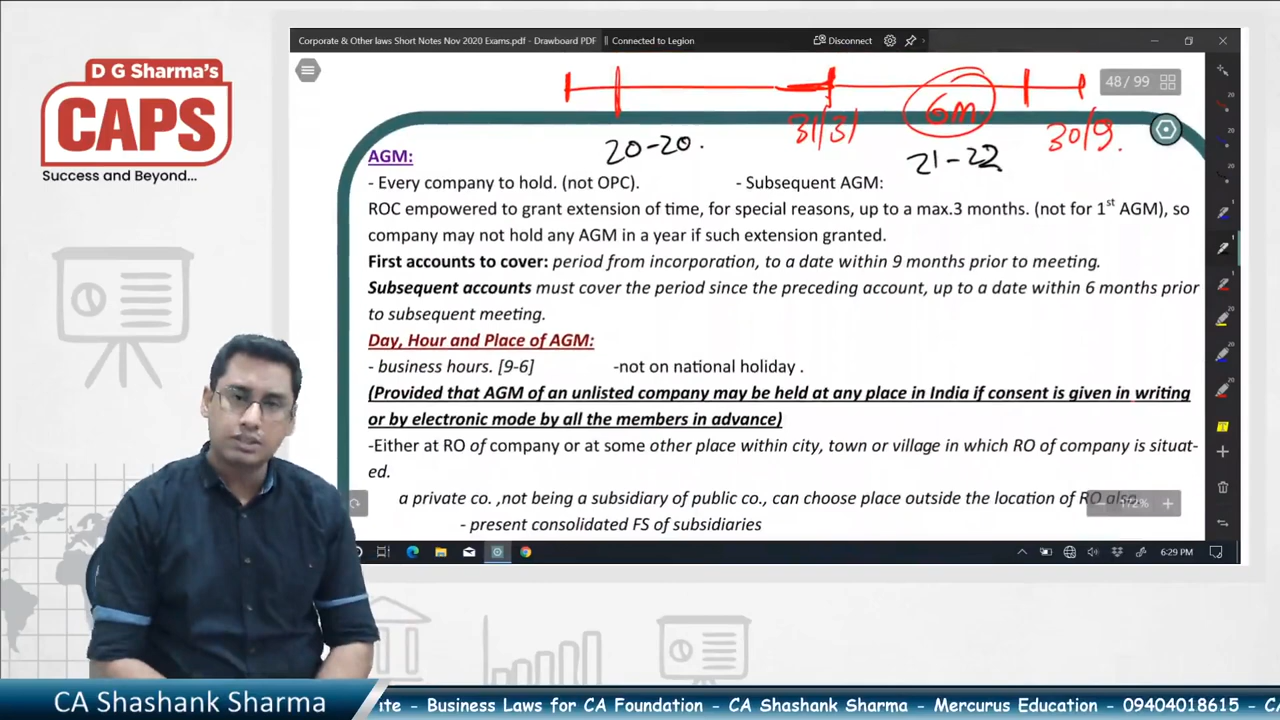 D G Sharma's
CAPS
Success and Beyond...
Corporate & Other laws Short Notes Nov 2020 Exams.pdf - Drawboard PDF
Connected to Legion
Disconnect
48 / 99
31/3/
6m
30/9.
20-20.
21-22
AGM:
- Every company to hold. (not OPC). - Subsequent AGM:
ROC empowered to grant extension of time, for special reasons, up to a max.3 months. (not for 1st AGM), so
company may not hold any AGM in a year if such extension granted.
First accounts to cover: period from incorporation, to a date within 9 months prior to meeting.
Subsequent accounts must cover the period since the preceding account, up to a date within 6 months prior
to subsequent meeting.
Day, Hour and Place of AGM:
- business hours. [9-6] -not on national holiday .
(Provided that AGM of an unlisted company may be held at any place in India if consent is given in writing
or by electronic mode by all the members in advance)
-Either at RO of company or at some other place within city, town or village in which RO of company is situat-
ed.
a private co. ,not being a subsidiary of public co., can choose place outside the location of RO also
172%
- present consolidated FS of subsidiaries
6:29 PM
CA Shashank Sharma
te - Business Laws for CA Foundation - CA Shashank Sharma - Mercurus Education - 09404018615 - CA